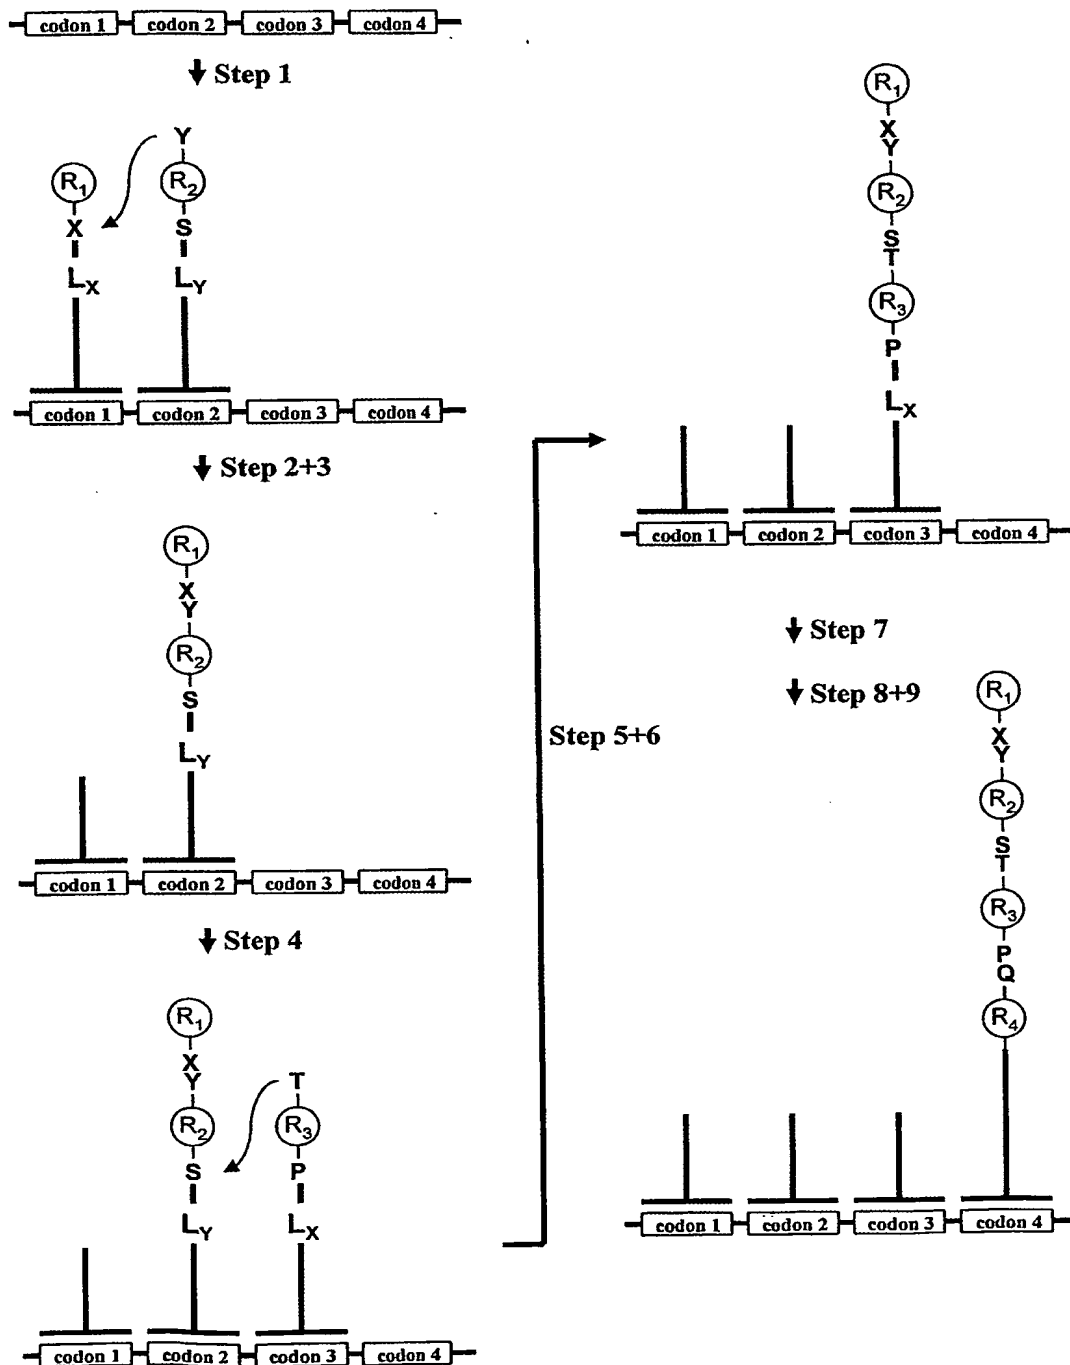 codon 1 codon 2 codon 3 codon 4
Step 1
Y
R1 R2
X S
LX LY
codon 1 codon 2 codon 3 codon 4
Step 2+3
R1
X
Y
R2
S
LY
codon 1 codon 2 codon 3 codon 4
Step 4
R1
X
Y T
R2 R3
S P
LY LX
codon 1 codon 2 codon 3 codon 4
Step 5+6
R1
X
Y
R2
S
T
R3
P
LX
codon 1 codon 2 codon 3 codon 4
Step 7
Step 8+9
R1
X
Y
R2
S
T
R3
P
Q
R4
codon 1 codon 2 codon 3 codon 4